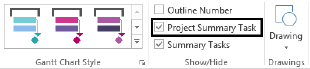 Outline Number
Project Summary Task
Summary Tasks
Drawing
Gantt Chart Style
Show/Hide
Drawings